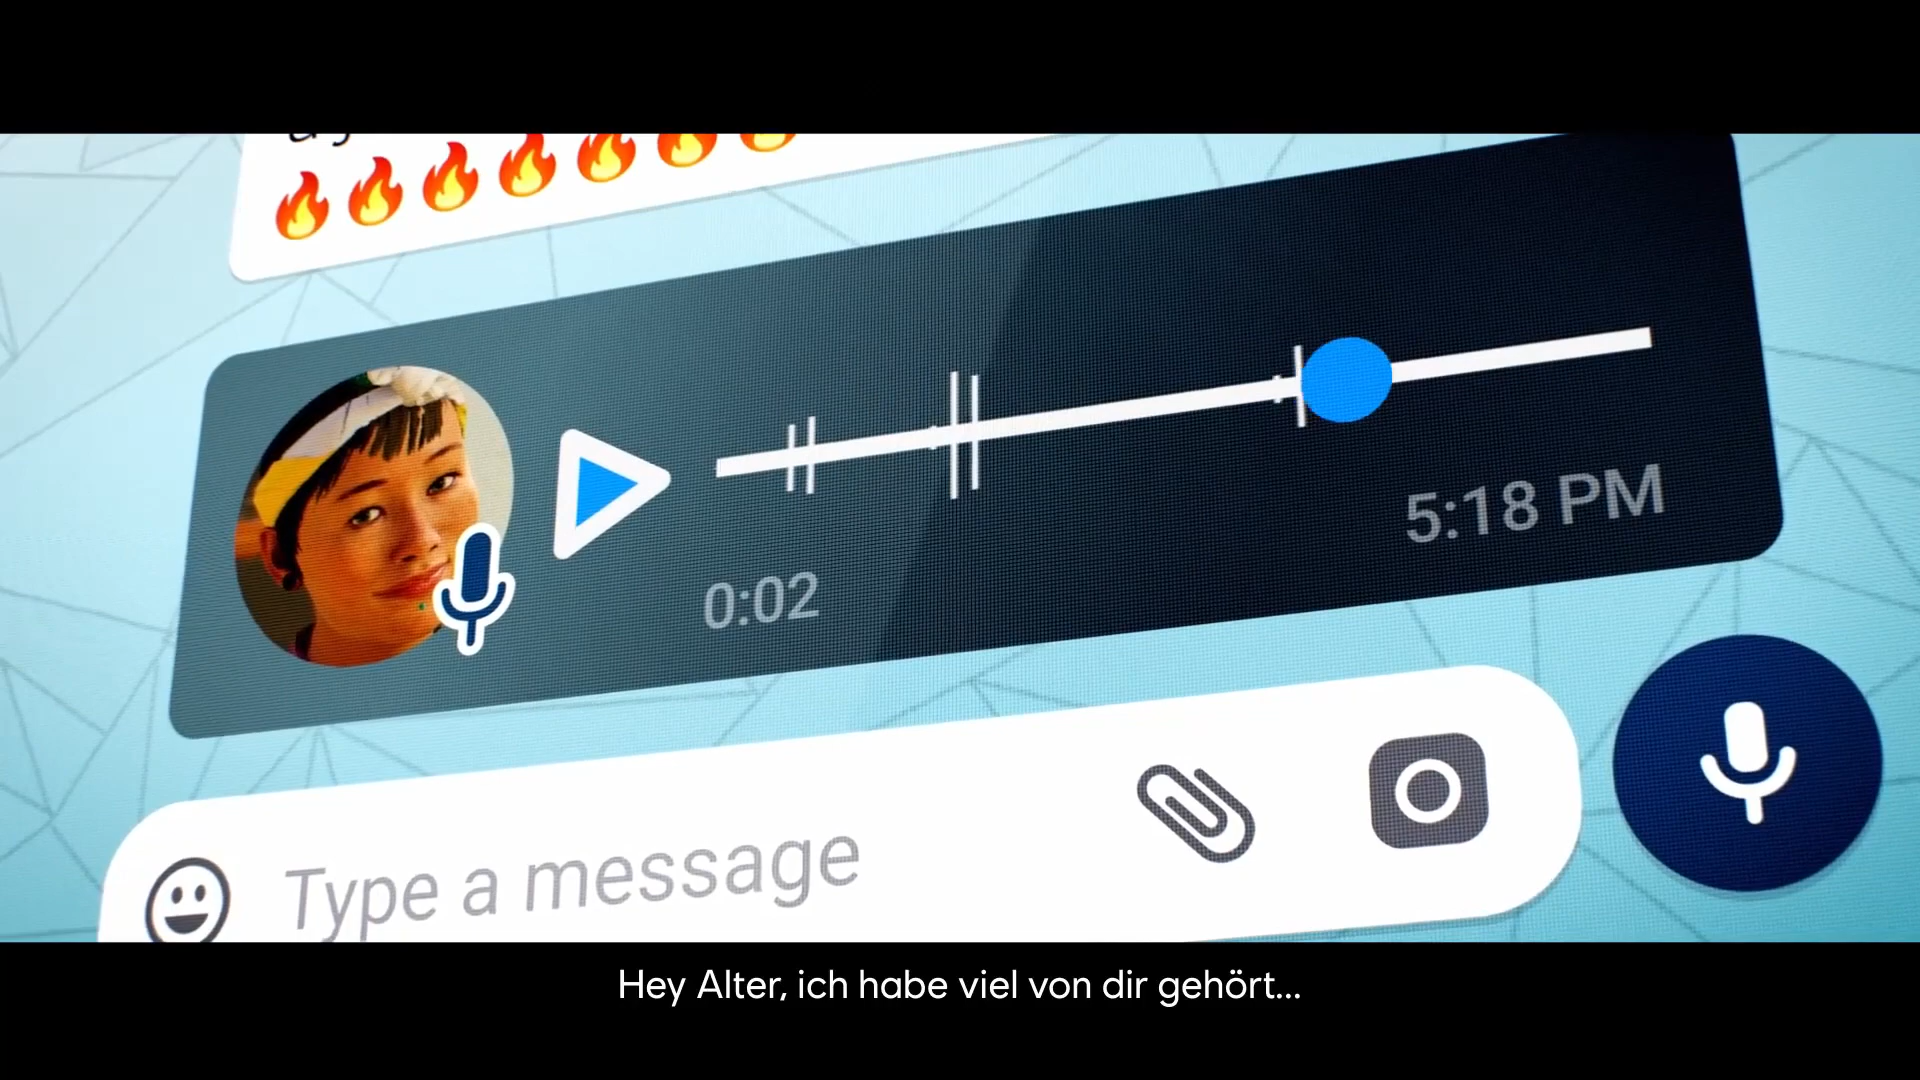 5:18 PM
0:02
Type a message
Hey Alter, ich habe viel von dir gehört...